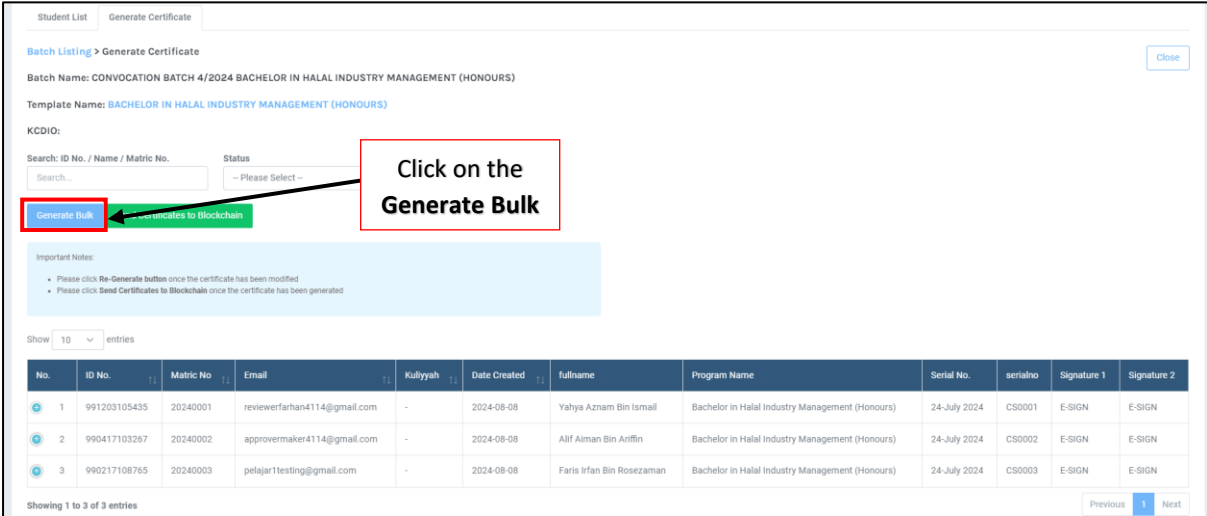 Student List Generate Certificate
Batch Listing > Generate Certificate
Close
Batch Name: CONVOCATION BATCH 4/2024 BACHELOR IN HALAL INDUSTRY MANAGEMENT (HONOURS)
Template Name: BACHELOR IN HALAL INDUSTRY MANAGEMENT (HONOURS)
KCDIO:
Search: ID No. / Name / Matric No. Status
Search... -- Please Select --
Click on the
Generate Bulk
Generate Bulk Certificates to Blockchain
Important Notes:
• Please click Re-Generate button once the certificate has been modified
• Please click Send Certificates to Blockchain once the certificate has been generated
Show 10 entries
No. ID No. Matric No Email Kuliyyah Date Created fullname Program Name Serial No. serialno Signature 1 Signature 2
1 991203105435 20240001 reviewerfarhan4114@gmail.com - 2024-08-08 Yahya Aznam Bin Ismail Bachelor in Halal Industry Management (Honours) 24-July 2024 CS0001 E-SIGN E-SIGN
2 990417103267 20240002 approvermaker4114@gmail.com - 2024-08-08 Alif Aiman Bin Ariffin Bachelor in Halal Industry Management (Honours) 24-July 2024 CS0002 E-SIGN E-SIGN
3 990217108765 20240003 pelajar1testing@gmail.com - 2024-08-08 Faris Irfan Bin Rosezaman Bachelor in Halal Industry Management (Honours) 24-July 2024 CS0003 E-SIGN E-SIGN
Showing 1 to 3 of 3 entries
Previous 1 Next